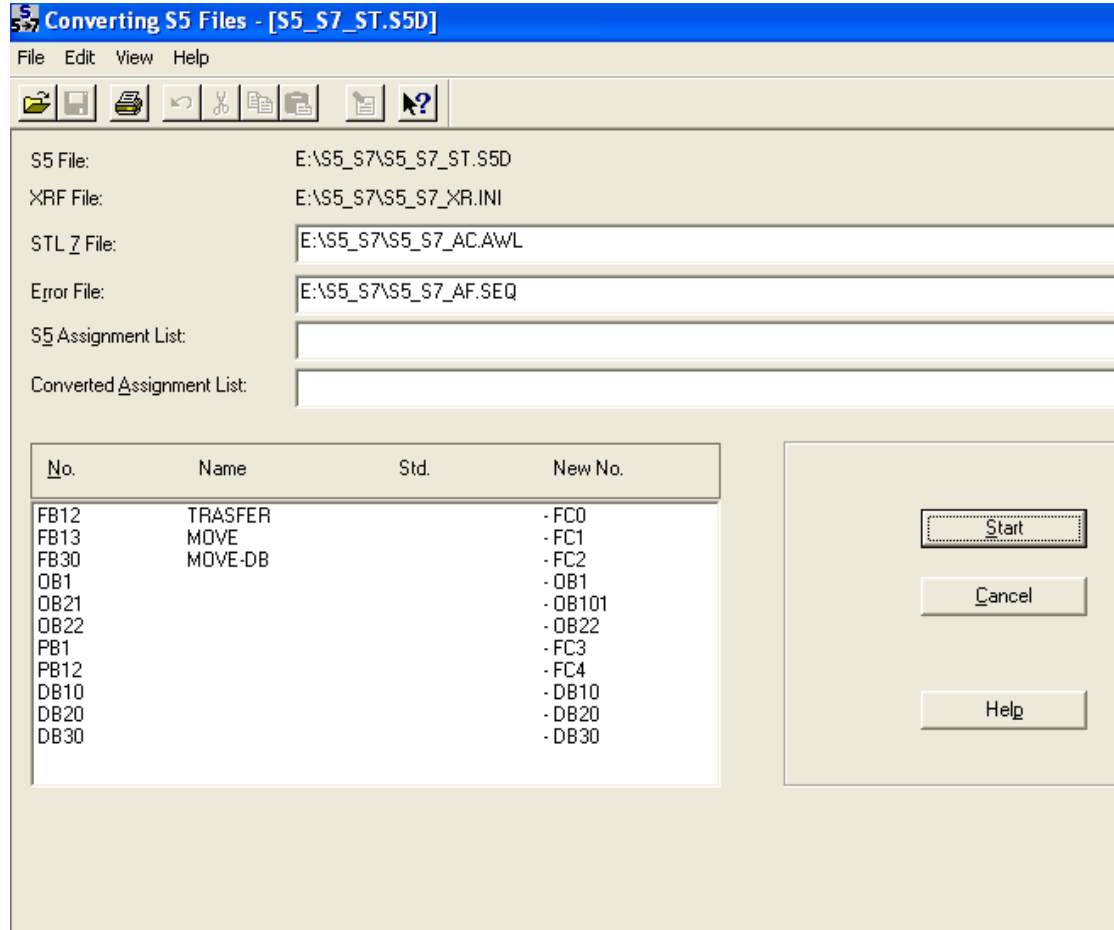 Converting S5 Files - [S5_S7_ST.S5D]
File Edit View Help
S5 File: E:\S5_S7\S5_S7_ST.S5D
XRF File: E:\S5_S7\S5_S7_XR.INI
STL 7 File: E:\S5_S7\S5_S7_AC.AWL
Error File: E:\S5_S7\S5_S7_AF.SEQ
S5 Assignment List:
Converted Assignment List:
No. Name Std. New No.
FB12 TRASFER - FC0
FB13 MOVE - FC1
FB30 MOVE-DB - FC2
OB1 - OB1
OB21 - OB101
OB22 - OB22
PB1 - FC3
PB12 - FC4
DB10 - DB10
DB20 - DB20
DB30 - DB30
Start
Cancel
Help